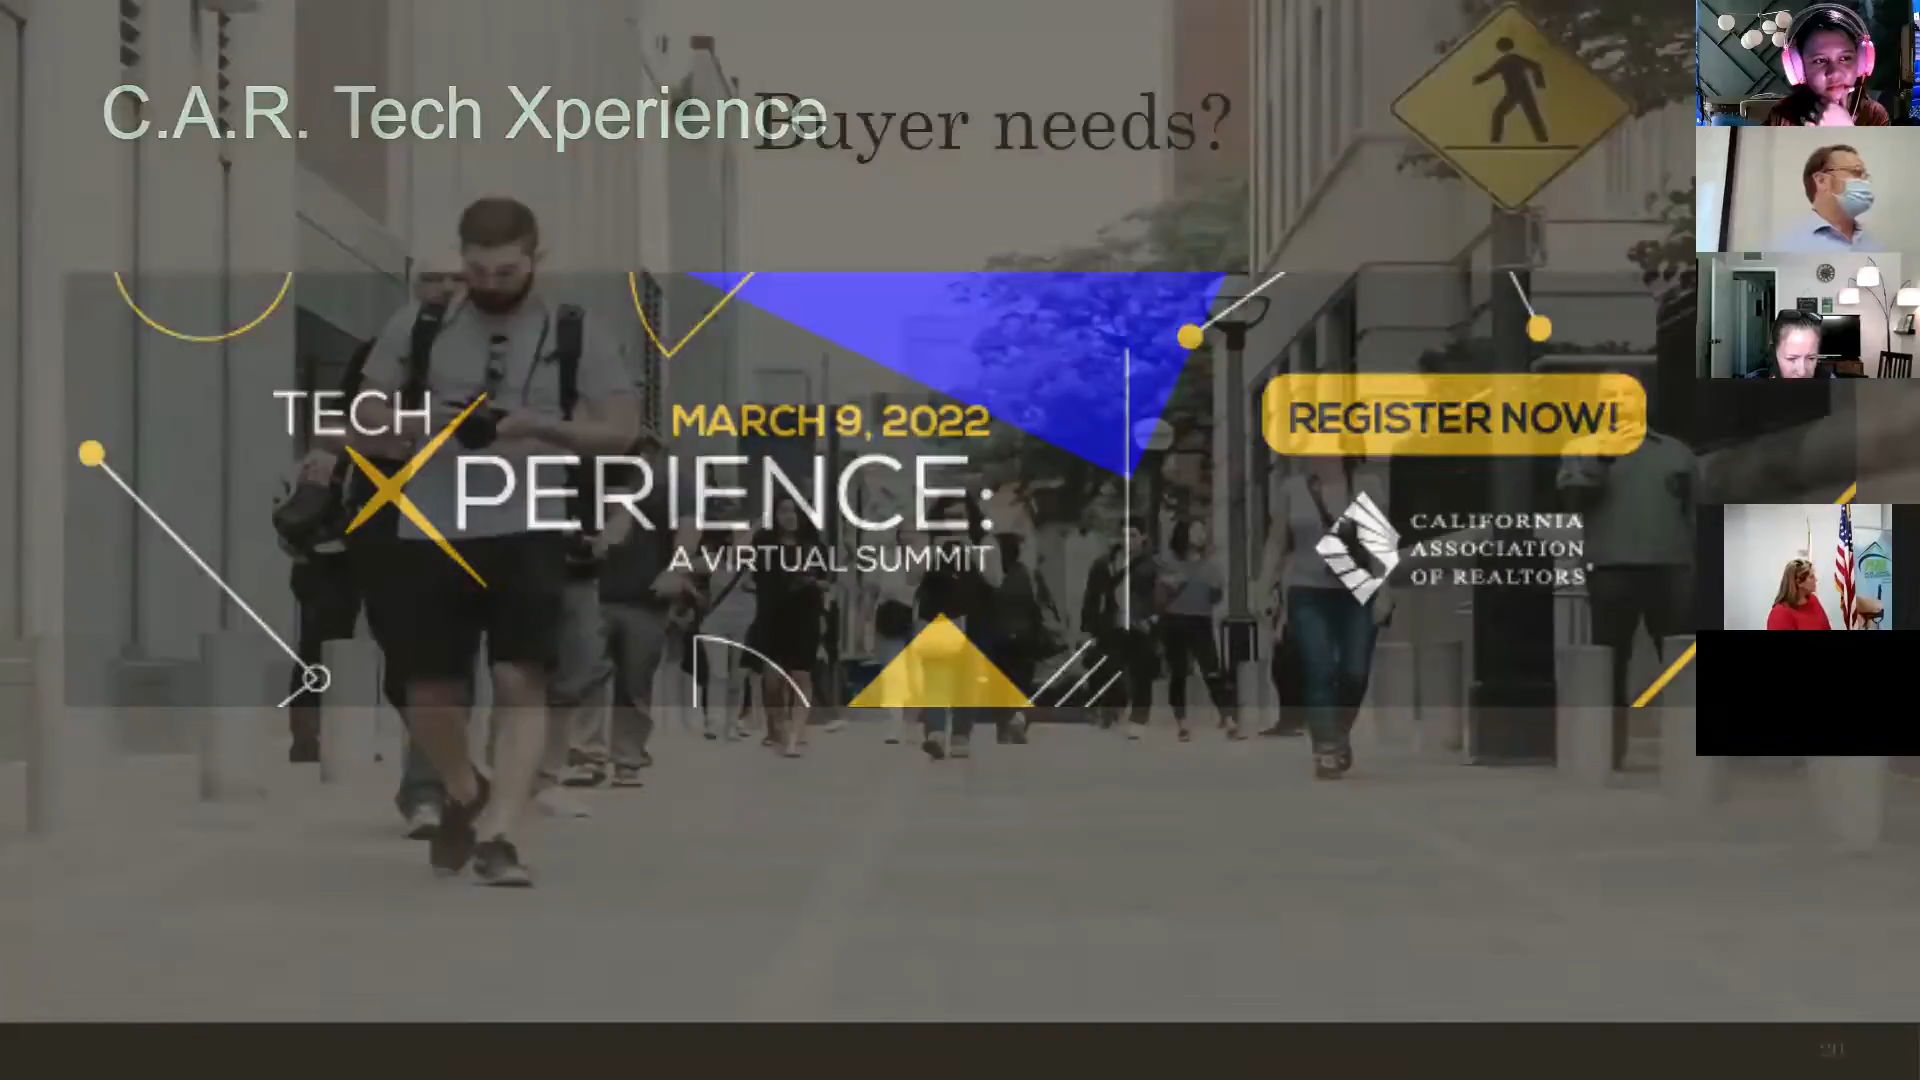 C.A.R. Tech Xperience
Buyer needs?
TECH
XPERIENCE:
MARCH 9, 2022
A VIRTUAL SUMMIT
REGISTER NOW!
CALIFORNIA
ASSOCIATION
OF REALTORS®